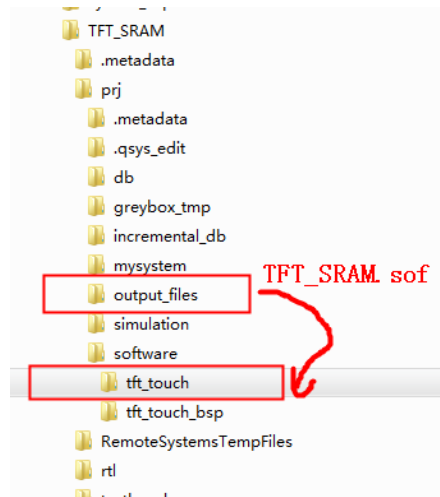 TFT_SRAM
.metadata
prj
.metadata
.qsys_edit
db
greybox_tmp
incremental_db
mysystem
TFT_SRAM. sof
output_files
simulation
software
tft_touch
tft_touch_bsp
RemoteSystemsTempFiles
rtl